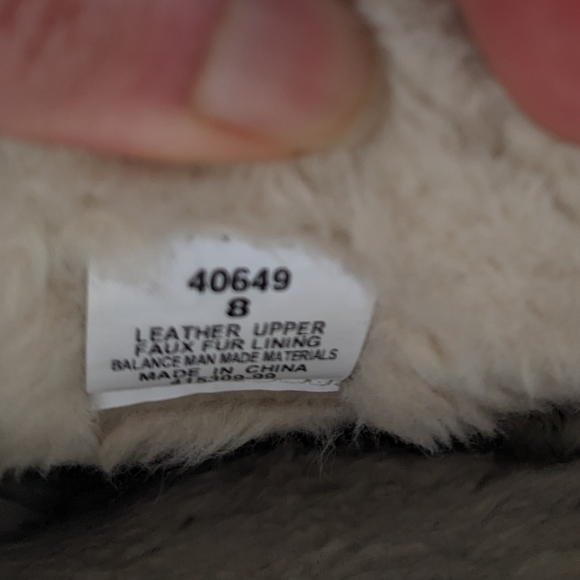 40649
8
LEATHER UPPER
FAUX FUR LINING
BALANCE MAN MADE MATERIALS
MADE IN CHINA